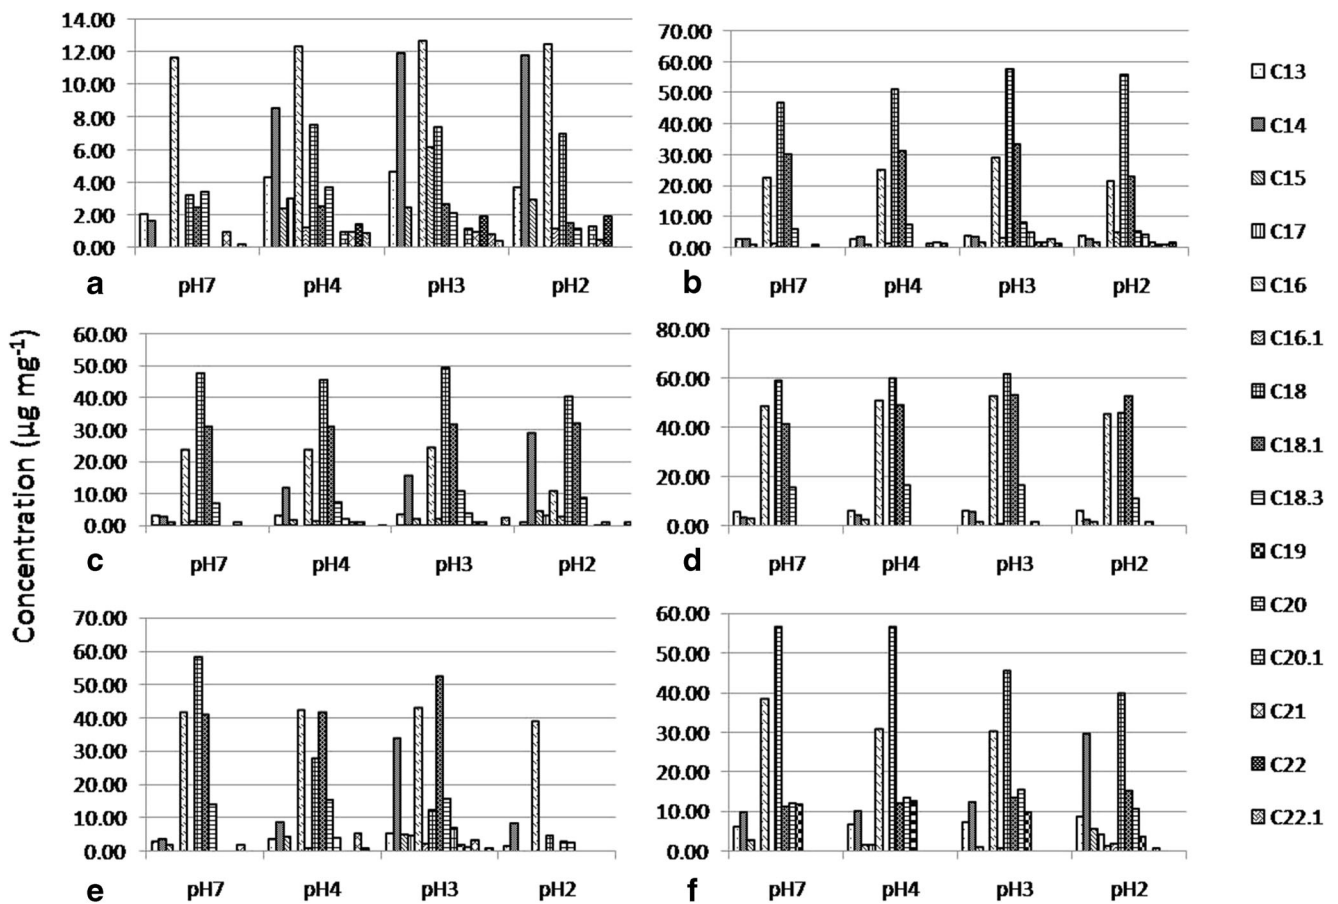 Concentration (µg mg⁻¹)
14.00
12.00
10.00
8.00
6.00
4.00
2.00
0.00
a
pH7 pH4 pH3 pH2
70.00
60.00
50.00
40.00
30.00
20.00
10.00
0.00
b
pH7 pH4 pH3 pH2
60.00
50.00
40.00
30.00
20.00
10.00
0.00
c
pH7 pH4 pH3 pH2
80.00
60.00
40.00
20.00
0.00
d
pH7 pH4 pH3 pH2
70.00
60.00
50.00
40.00
30.00
20.00
10.00
0.00
e
pH7 pH4 pH3 pH2
60.00
50.00
40.00
30.00
20.00
10.00
0.00
f
pH7 pH4 pH3 pH2
C13
C14
C15
C17
C16
C16.1
C18
C18.1
C18.3
C19
C20
C20.1
C21
C22
C22.1